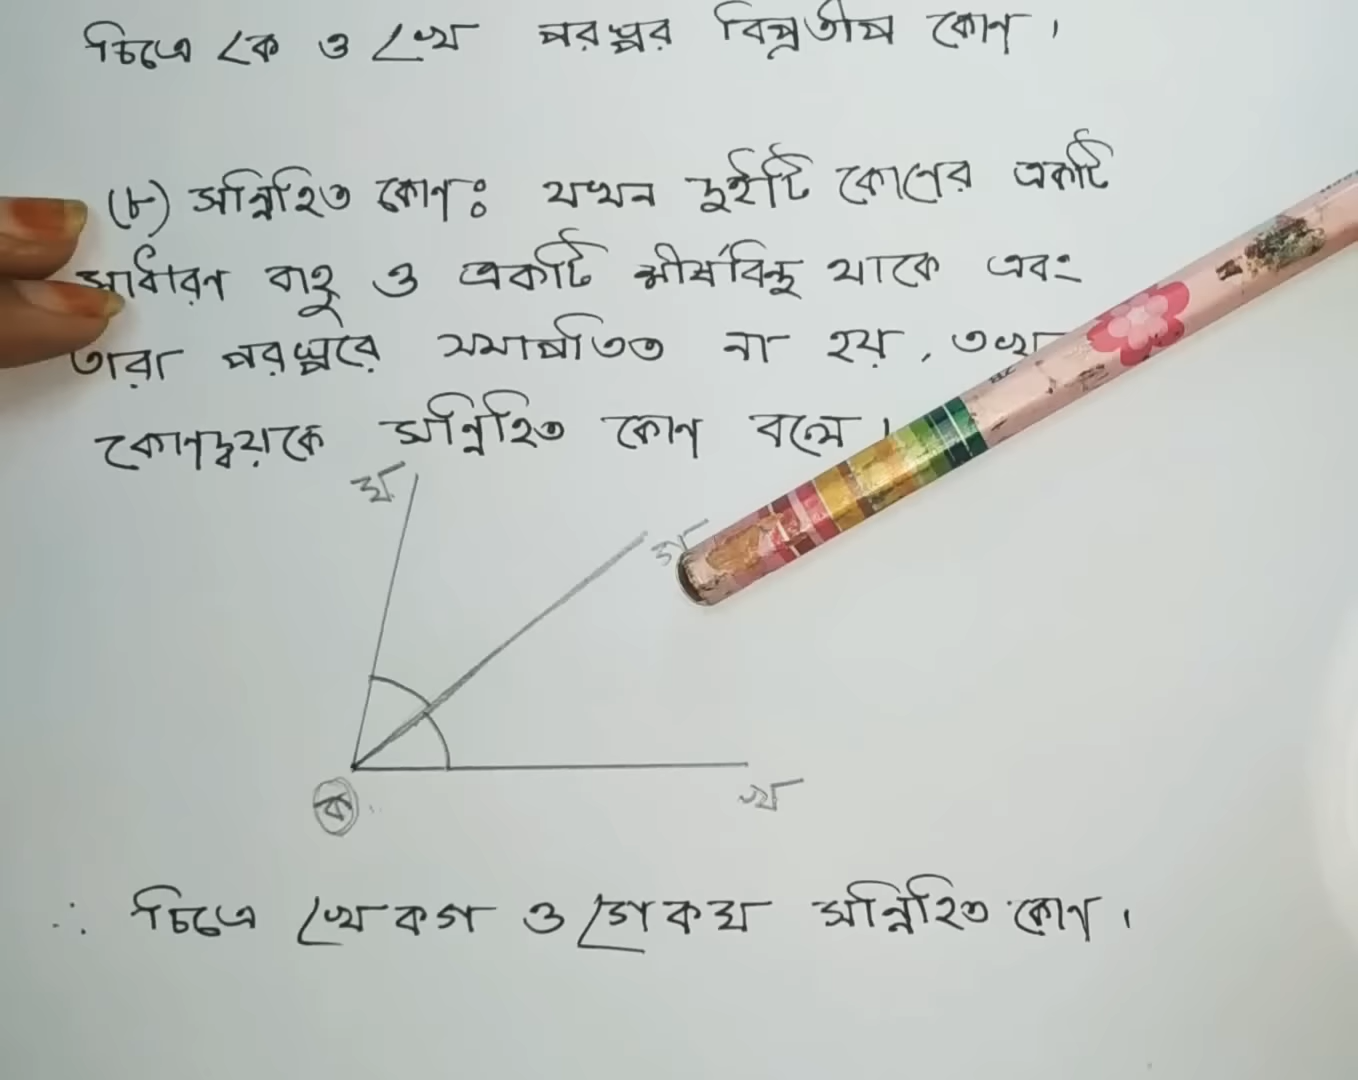 চিত্রে ∠ক ও ∠খ পরস্পর বিপ্রতীপ কোণ।
(৮) সন্নিহিত কোণঃ যখন দুইটি কোণের একটি
সাধারণ বাহু ও একটি শীর্ষবিন্দু থাকে এবং
তারা পরস্পরে সমাপতিত না হয়, তখ
কোণদ্বয়কে সন্নিহিত কোণ বলে।
ঘ
ক
খ
∴ চিত্রে ∠খকগ ও ∠গকঘ সন্নিহিত কোণ।